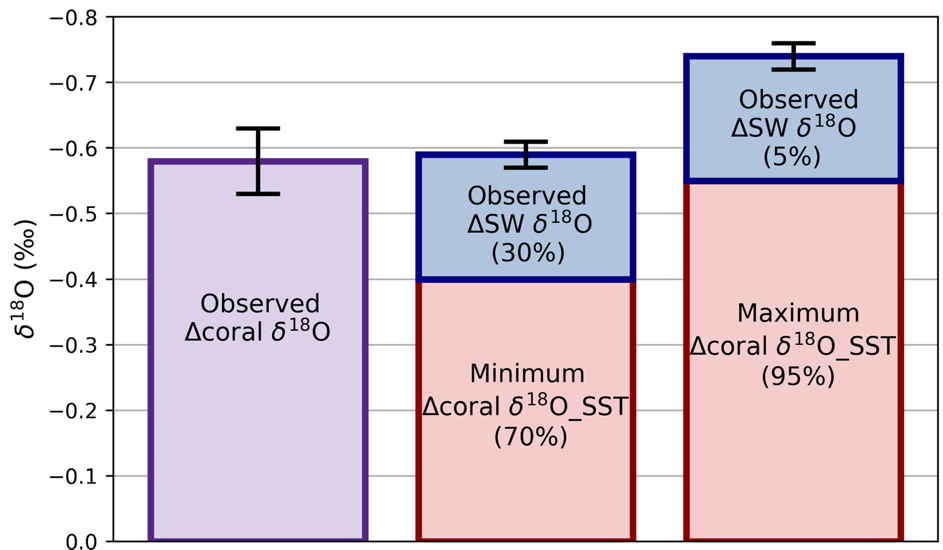 −0.8
−0.7
−0.6
−0.5
−0.4
−0.3
−0.2
−0.1
0.0
δ¹⁸O (‰)
Observed
Δcoral δ¹⁸O
Observed
ΔSW δ¹⁸O
(30%)
Minimum
Δcoral δ¹⁸O_SST
(70%)
Observed
ΔSW δ¹⁸O
(5%)
Maximum
Δcoral δ¹⁸O_SST
(95%)